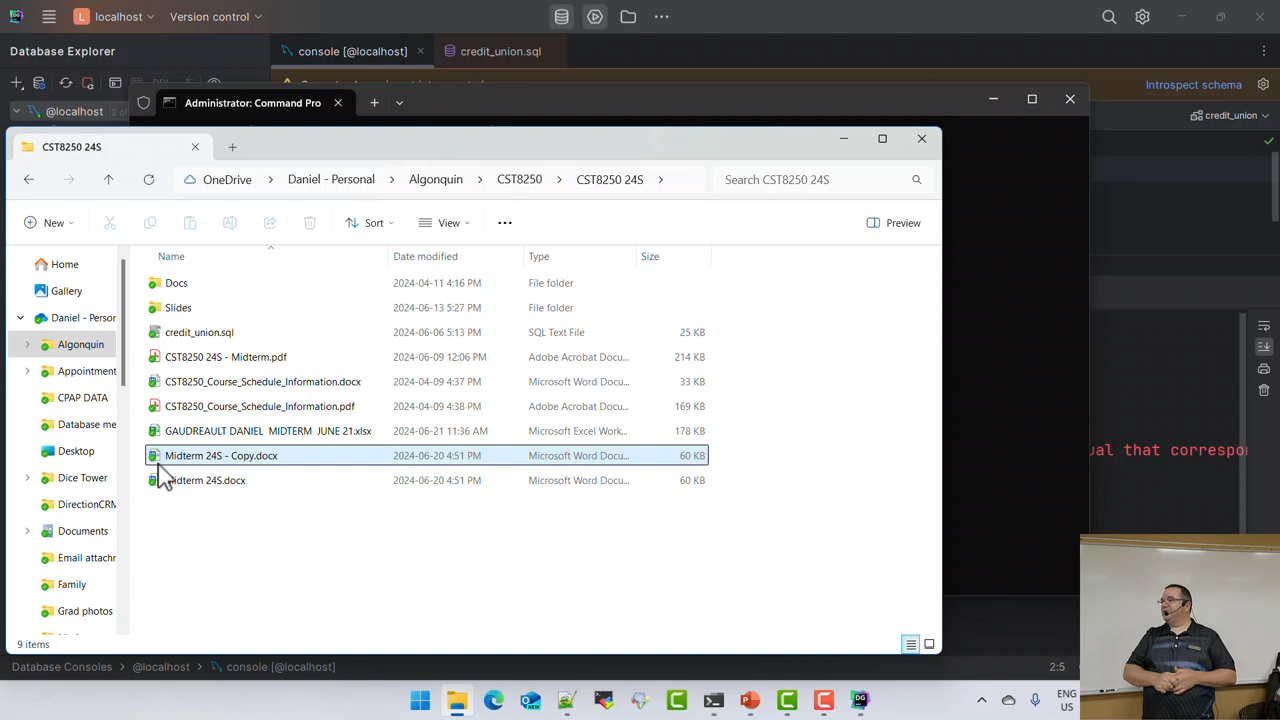 L localhost Version control
Database Explorer console [@localhost] credit_union.sql
Introspect schema
@localhost
Administrator: Command Pro
credit_union
CST8250 24S
OneDrive Daniel - Personal Algonquin CST8250 CST8250 24S Search CST8250 24S
New Sort View Preview
Name Date modified Type Size
Home
Gallery
Daniel - Persor
Algonquin
Appointment
CPAP DATA
Database me
Desktop
Dice Tower
DirectionCRM
Documents
Email attachr
Family
Grad photos
Docs 2024-04-11 4:16 PM File folder
Slides 2024-06-13 5:27 PM File folder
credit_union.sql 2024-06-06 5:13 PM SQL Text File 25 KB
CST8250 24S - Midterm.pdf 2024-06-09 12:06 PM Adobe Acrobat Docu... 214 KB
CST8250_Course_Schedule_Information.docx 2024-04-09 4:37 PM Microsoft Word Docu... 33 KB
CST8250_Course_Schedule_Information.pdf 2024-04-09 4:38 PM Adobe Acrobat Docu... 169 KB
GAUDREAULT DANIEL MIDTERM JUNE 21.xlsx 2024-06-21 11:36 AM Microsoft Excel Work... 178 KB
Midterm 24S - Copy.docx 2024-06-20 4:51 PM Microsoft Word Docu... 60 KB
idterm 24S.docx 2024-06-20 4:51 PM Microsoft Word Docu... 60 KB
ual that correspo
9 items
Database Consoles @localhost console [@localhost] 2:5
ENG
US